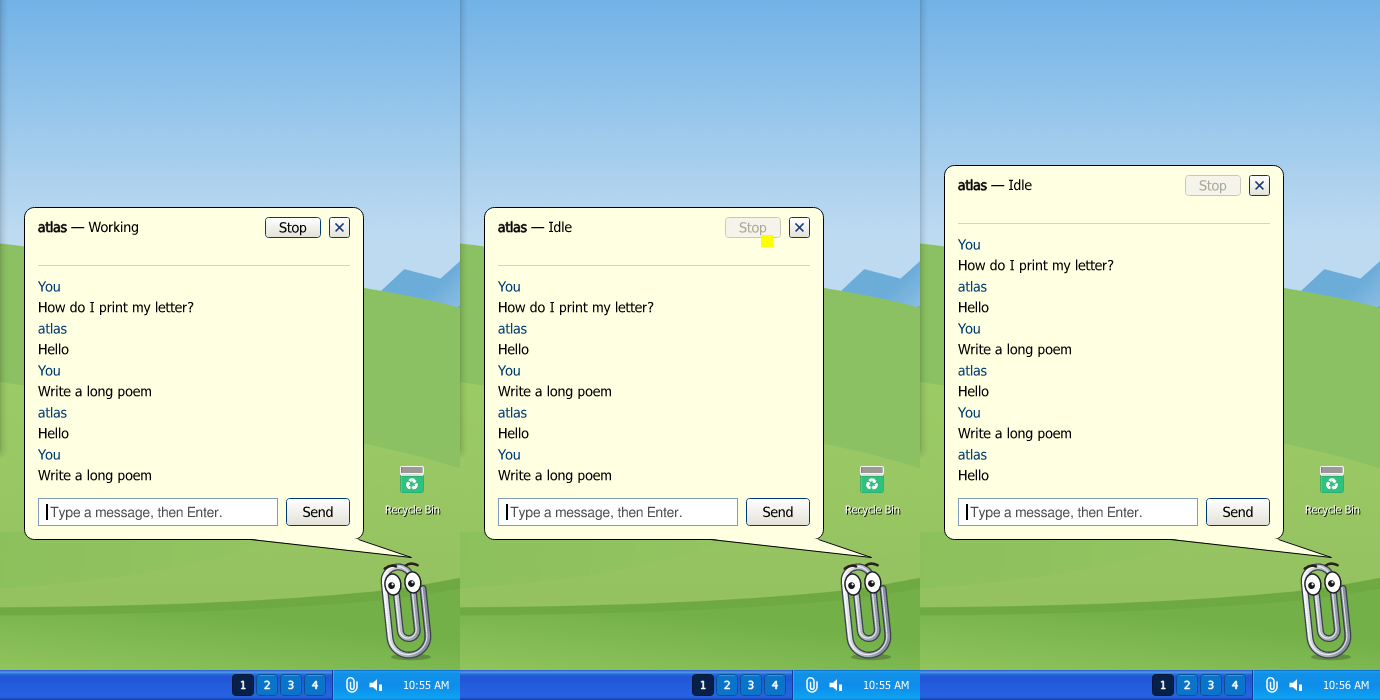 atlas — Working Stop
You
How do I print my letter?
atlas
Hello
You
Write a long poem
atlas
Hello
You
Write a long poem
Type a message, then Enter. Send
Recycle Bin
1 2 3 4 10:55 AM
atlas — Idle Stop
You
How do I print my letter?
atlas
Hello
You
Write a long poem
atlas
Hello
You
Write a long poem
Type a message, then Enter. Send
Recycle Bin
1 2 3 4 10:55 AM
atlas — Idle Stop
You
How do I print my letter?
atlas
Hello
You
Write a long poem
atlas
Hello
You
Write a long poem
atlas
Hello
Type a message, then Enter. Send
Recycle Bin
1 2 3 4 10:56 AM